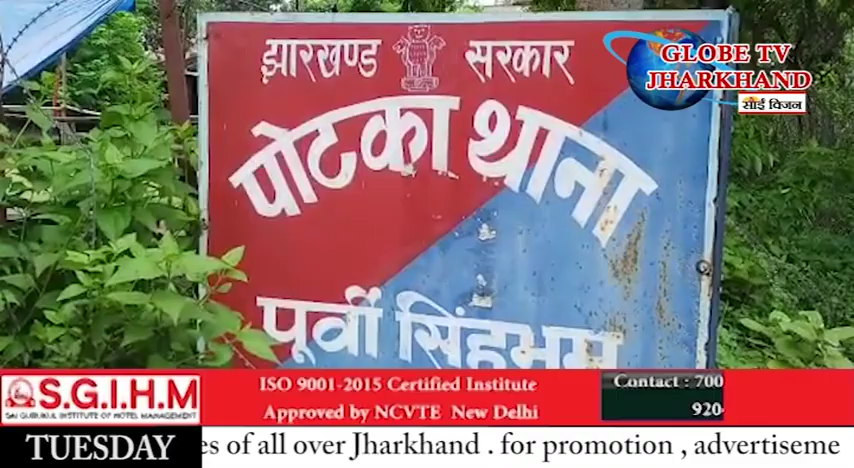 झारखण्ड सरकार
पोटका थाना
पूर्वी सिंहभूम
GLOBE TV
JHARKHAND
साईं विजन
S.G.I.H.M
SAI GURUKUL INSTITUTE OF HOTEL MANAGEMENT
ISO 9001-2015 Certified Institute
Approved by NCVTE New Delhi
Contact : 700
920
TUESDAY
es of all over Jharkhand . for promotion , advertiseme